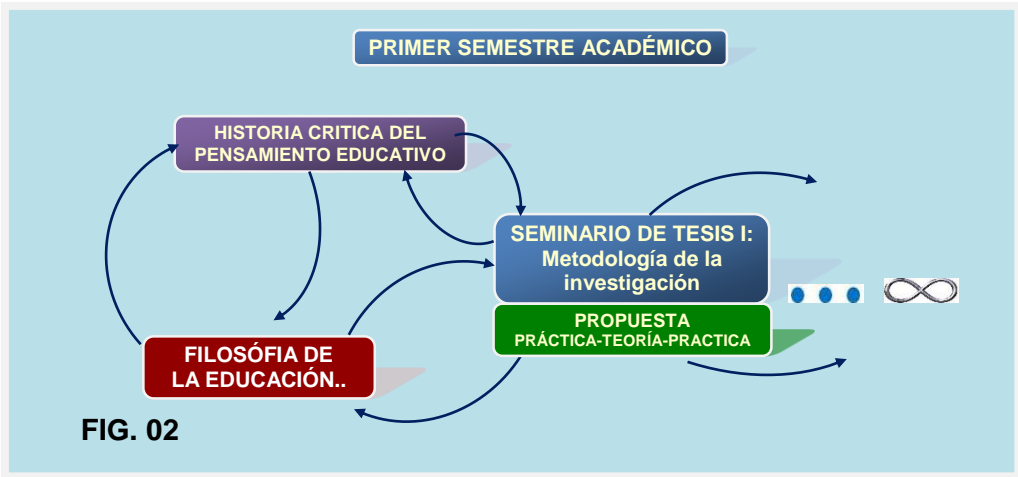 PRIMER SEMESTRE ACADÉMICO
HISTORIA CRITICA DEL
PENSAMIENTO EDUCATIVO
SEMINARIO DE TESIS I:
Metodología de la
investigación
PROPUESTA
PRÁCTICA-TEORÍA-PRACTICA
FILOSÓFIA DE
LA EDUCACIÓN..
FIG. 02